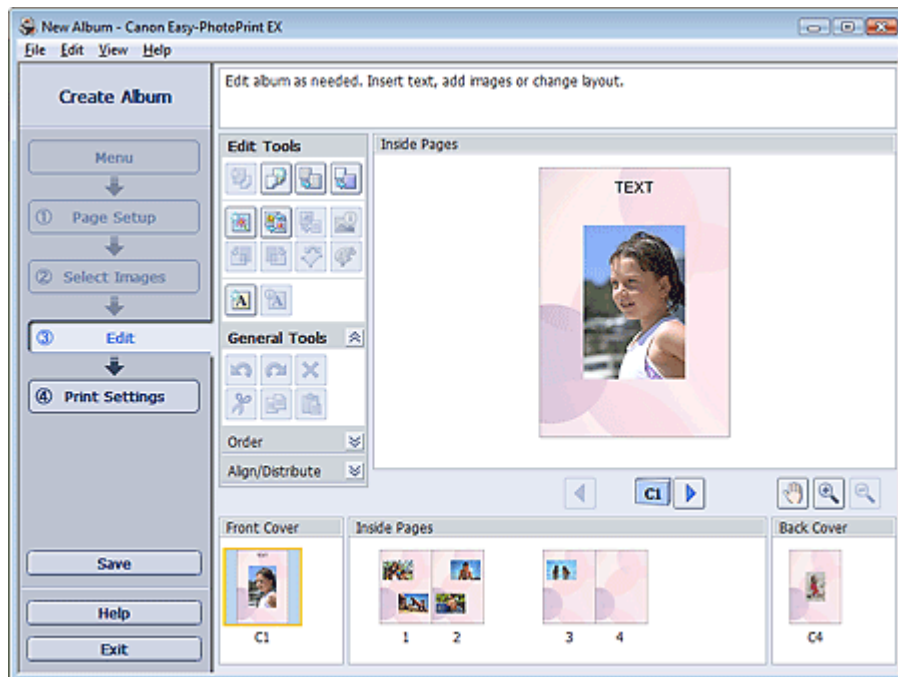 New Album - Canon Easy-PhotoPrint EX
File Edit View Help
Create Album
Menu
① Page Setup
② Select Images
③ Edit
④ Print Settings
Save
Help
Exit
Edit album as needed. Insert text, add images or change layout.
Edit Tools
A A
General Tools
Order
Align/Distribute
Inside Pages
TEXT
C1
Front Cover
TEXT
C1
Inside Pages
1 2 3 4
Back Cover
C4